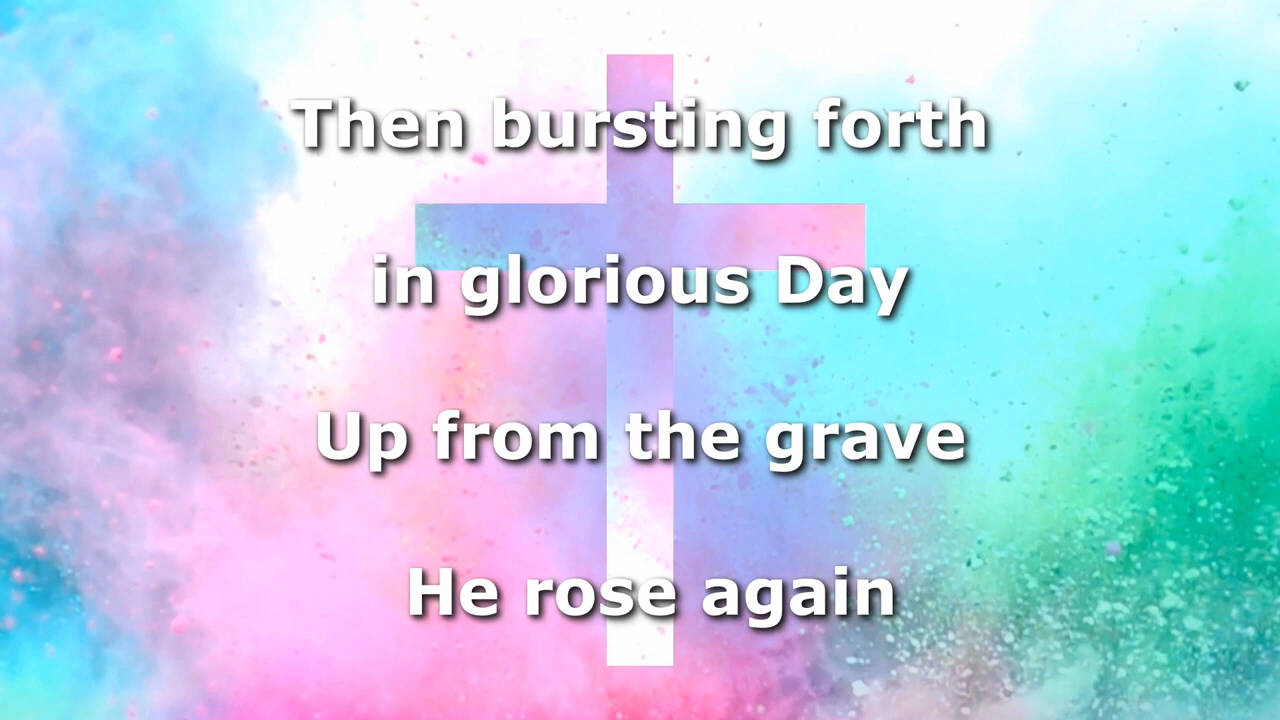 Then bursting forth
in glorious Day
Up from the grave
He rose again